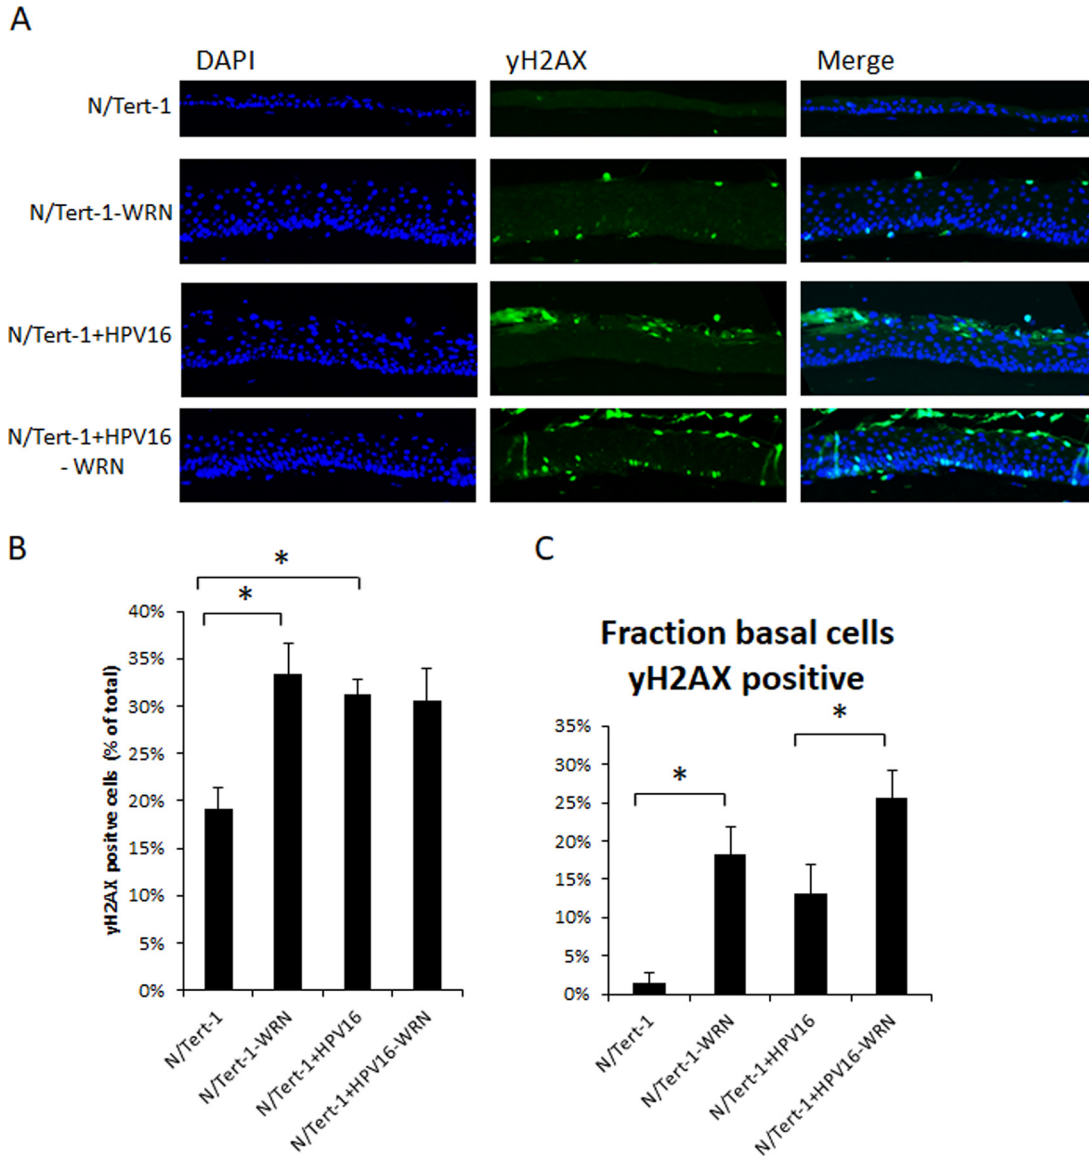 A
DAPI
yH2AX
Merge
N/Tert-1
N/Tert-1-WRN
N/Tert-1+HPV16
N/Tert-1+HPV16
- WRN
B
*
*
40%
35%
30%
25%
20%
15%
10%
5%
0%
yH2AX positive cells (% of total)
N/Tert-1
N/Tert-1-WRN
N/Tert-1+HPV16
N/Tert-1+HPV16-WRN
C
Fraction basal cells
yH2AX positive
*
*
35%
30%
25%
20%
15%
10%
5%
0%
N/Tert-1
N/Tert-1-WRN
N/Tert-1+HPV16
N/Tert-1+HPV16-WRN